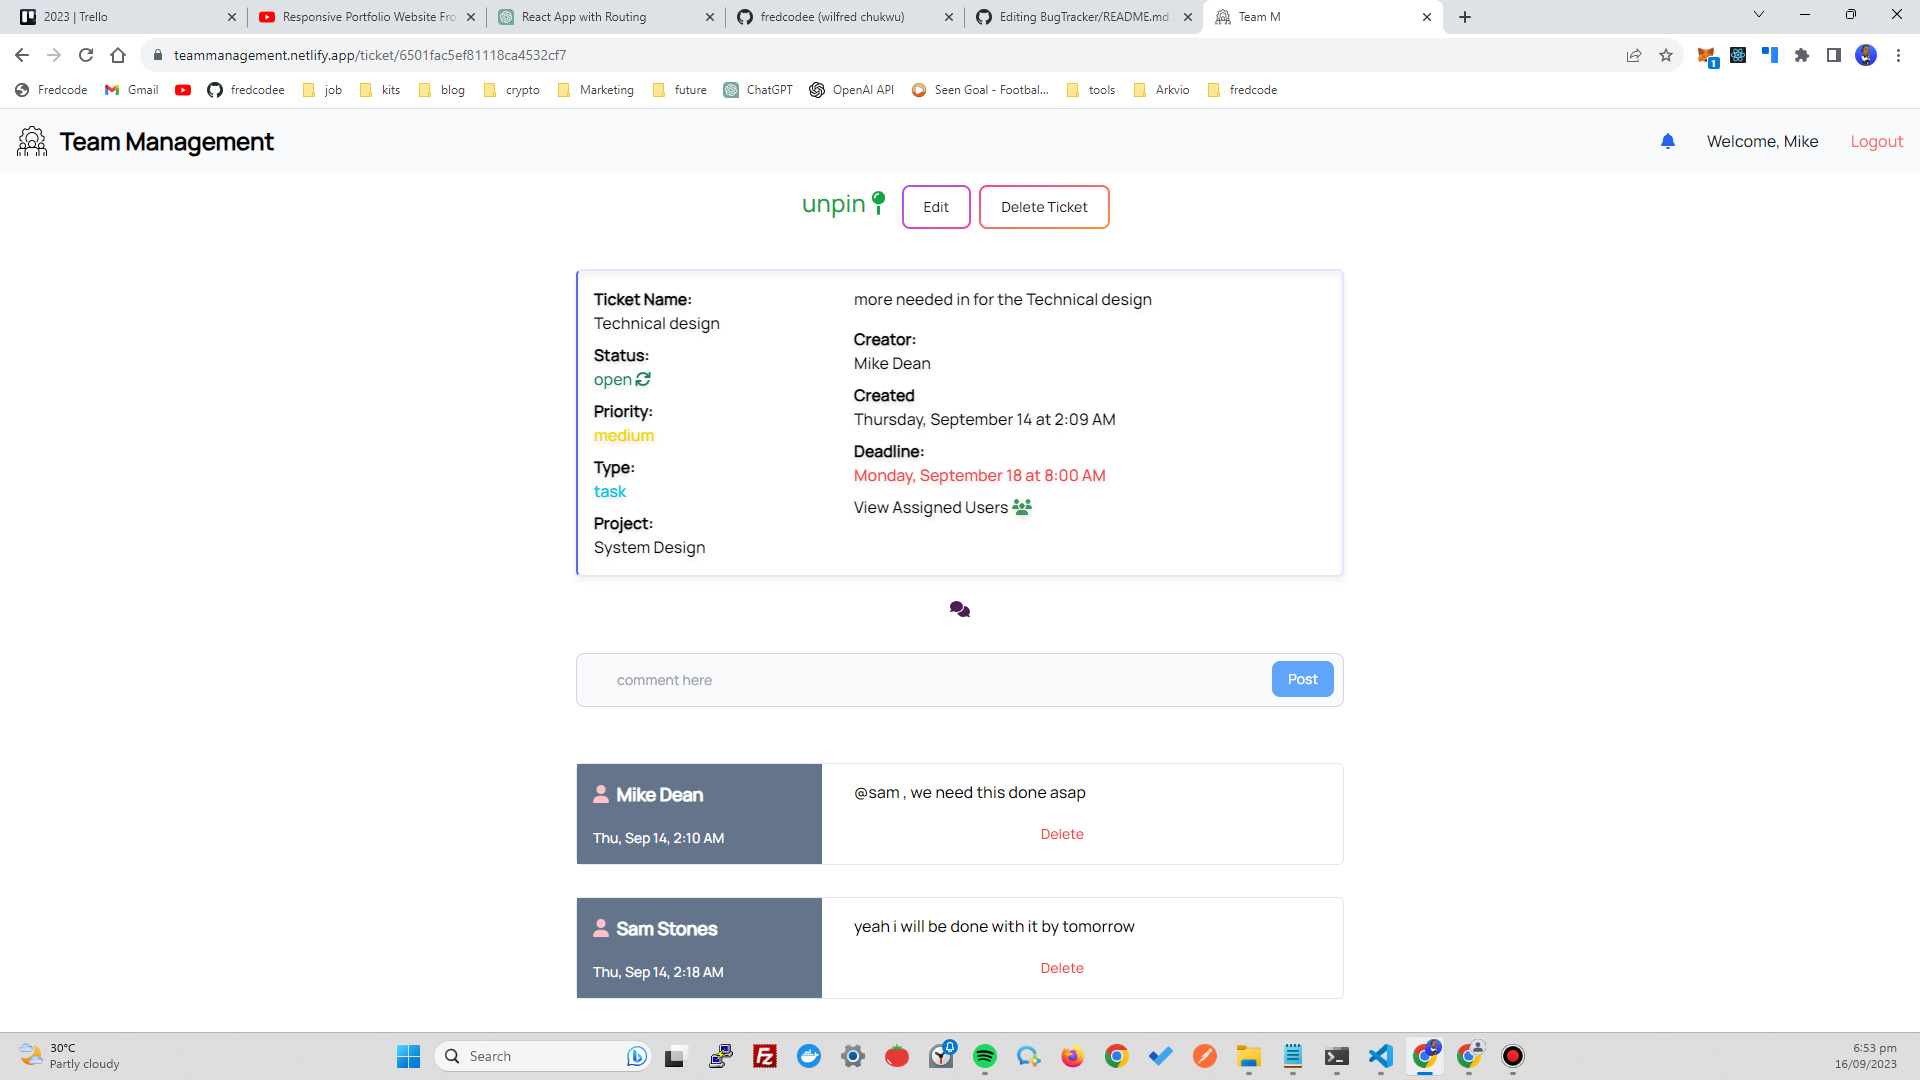 2023 | Trello
Responsive Portfolio Website Fro
React App with Routing
fredcodee (wilfred chukwu)
Editing BugTracker/README.md
Team M
teammanagement.netlify.app/ticket/6501fac5ef81118ca4532cf7
1
Fredcode
Gmail
fredcodee
job
kits
blog
crypto
Marketing
future
ChatGPT
OpenAI API
Seen Goal - Footbal...
tools
Arkvio
fredcode
Team Management
Welcome, Mike
Logout
unpin
Edit
Delete Ticket
Ticket Name:
Technical design
Status:
open
Priority:
medium
Type:
task
Project:
System Design
more needed in for the Technical design
Creator:
Mike Dean
Created
Thursday, September 14 at 2:09 AM
Deadline:
Monday, September 18 at 8:00 AM
View Assigned Users
comment here
Post
Mike Dean
Thu, Sep 14, 2:10 AM
@sam , we need this done asap
Delete
Sam Stones
Thu, Sep 14, 2:18 AM
yeah i will be done with it by tomorrow
Delete
30°C
Partly cloudy
Search
6:53 pm
16/09/2023